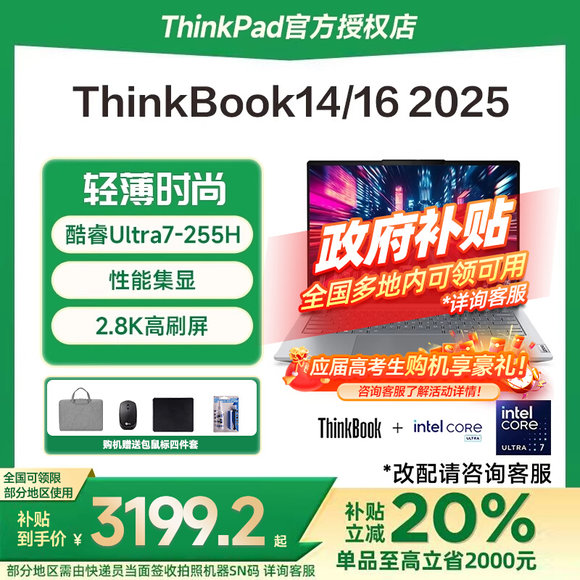 ThinkPad官方授权店
ThinkBook14/16 2025
轻薄时尚
酷睿Ultra7-255H
性能集显
2.8K高刷屏
政府补贴
全国多地内可领可用
*详询客服
应届高考生购机享豪礼!
咨询客服了解活动详情!
购机赠送包鼠标四件套
ThinkBook + intel CORE ULTRA
intel CORE ULTRA 7
*改配请咨询客服
全国可领限
部分地区使用
补贴到手价 ¥3199.2起
补贴立减20%
单品至高立省2000元
部分地区需由快递员当面签收拍照机器SN码 详询客服